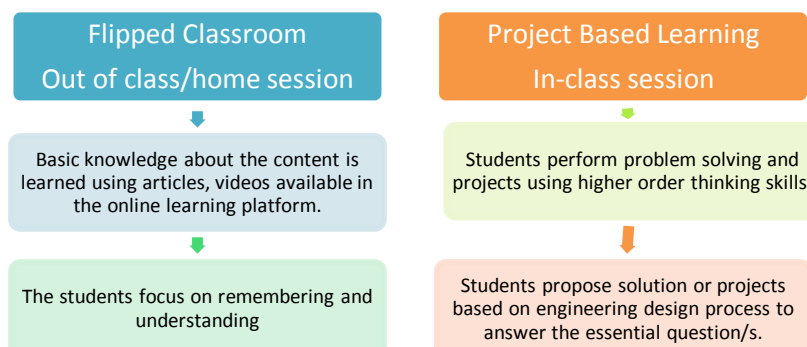 Flipped Classroom
Out of class/home session
Basic knowledge about the content is
learned using articles, videos available in
the online learning platform.
The students focus on remembering and
understanding
Project Based Learning
In-class session
Students perform problem solving and
projects using higher order thinking skills
Students propose solution or projects
based on engineering design process to
answer the essential question/s.